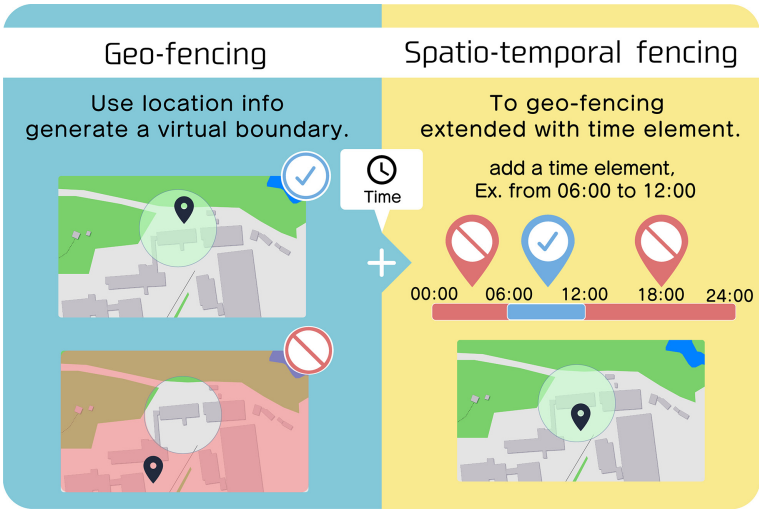 Geo-fencing
Use location info
generate a virtual boundary.
Time
Spatio-temporal fencing
To geo-fencing
extended with time element.
add a time element,
Ex. from 06:00 to 12:00
00:00 06:00 12:00 18:00 24:00